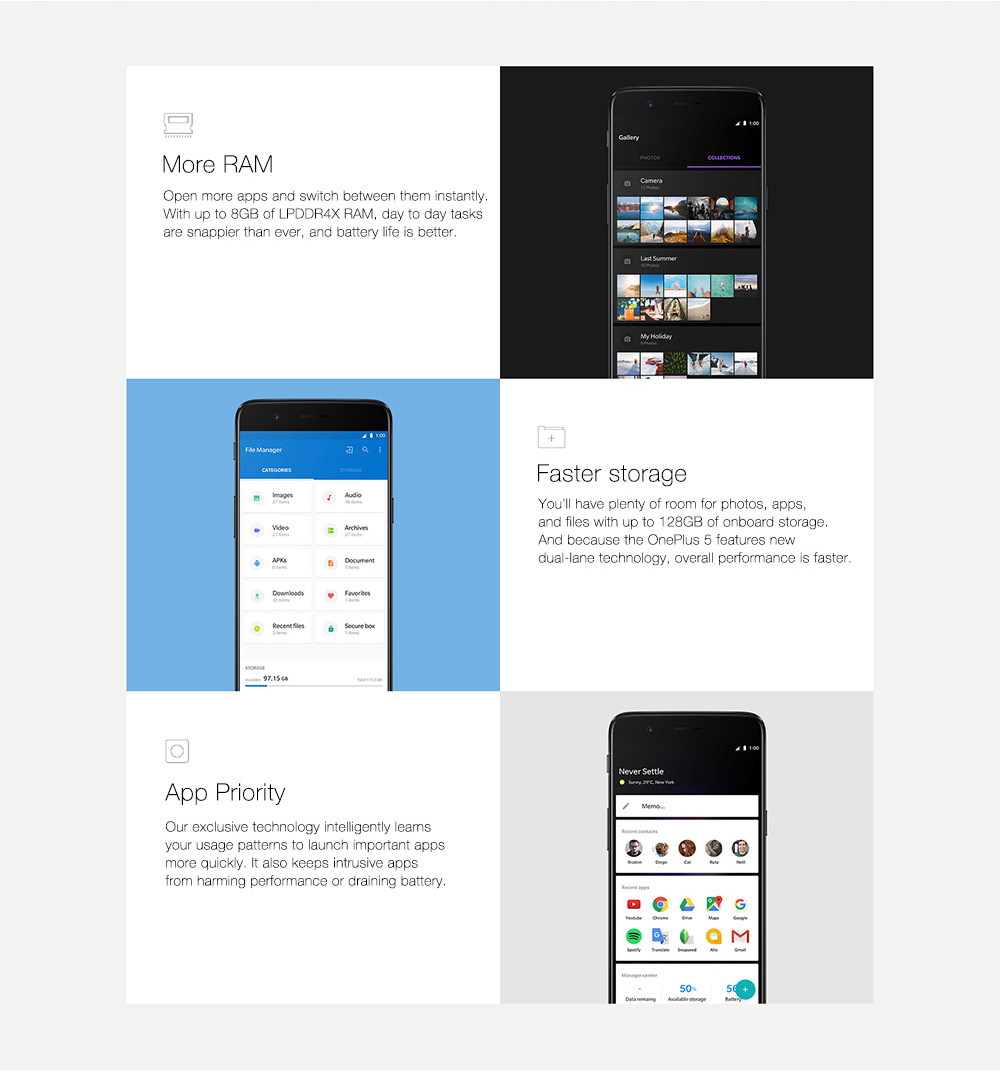 More RAM
Open more apps and switch between them instantly.
With up to 8GB of LPDDR4X RAM, day to day tasks
are snappier than ever, and battery life is better.
1:00
Gallery
PHOTOS
COLLECTIONS
Camera
12 Photos
Last Summer
10 Photos
My Holiday
9 Photos
1:00
File Manager
CATEGORIES
STORAGE
Images
27 items
Audio
16 items
Video
27 items
Archives
27 items
APKs
0 items
Document
5 items
Downloads
10 items
Favorites
1 items
Recent files
3 items
Secure box
1 items
STORAGE
Available 97.15 GB
Faster storage
You'll have plenty of room for photos, apps,
and files with up to 128GB of onboard storage.
And because the OnePlus 5 features new
dual-lane technology, overall performance is faster.
App Priority
Our exclusive technology intelligently learns
your usage patterns to launch important apps
more quickly. It also keeps intrusive apps
from harming performance or draining battery.
1:00
Never Settle
Sunny, 29°C, New York
Memo...
Recent contacts
Bradon Diego Cat Ruta Neill
Recent apps
Youtube Chrome Drive Maps Google
Spotify Translate Snapseed Allo Gmail
Manager center
- 50%
Data remaing Available storage Battery